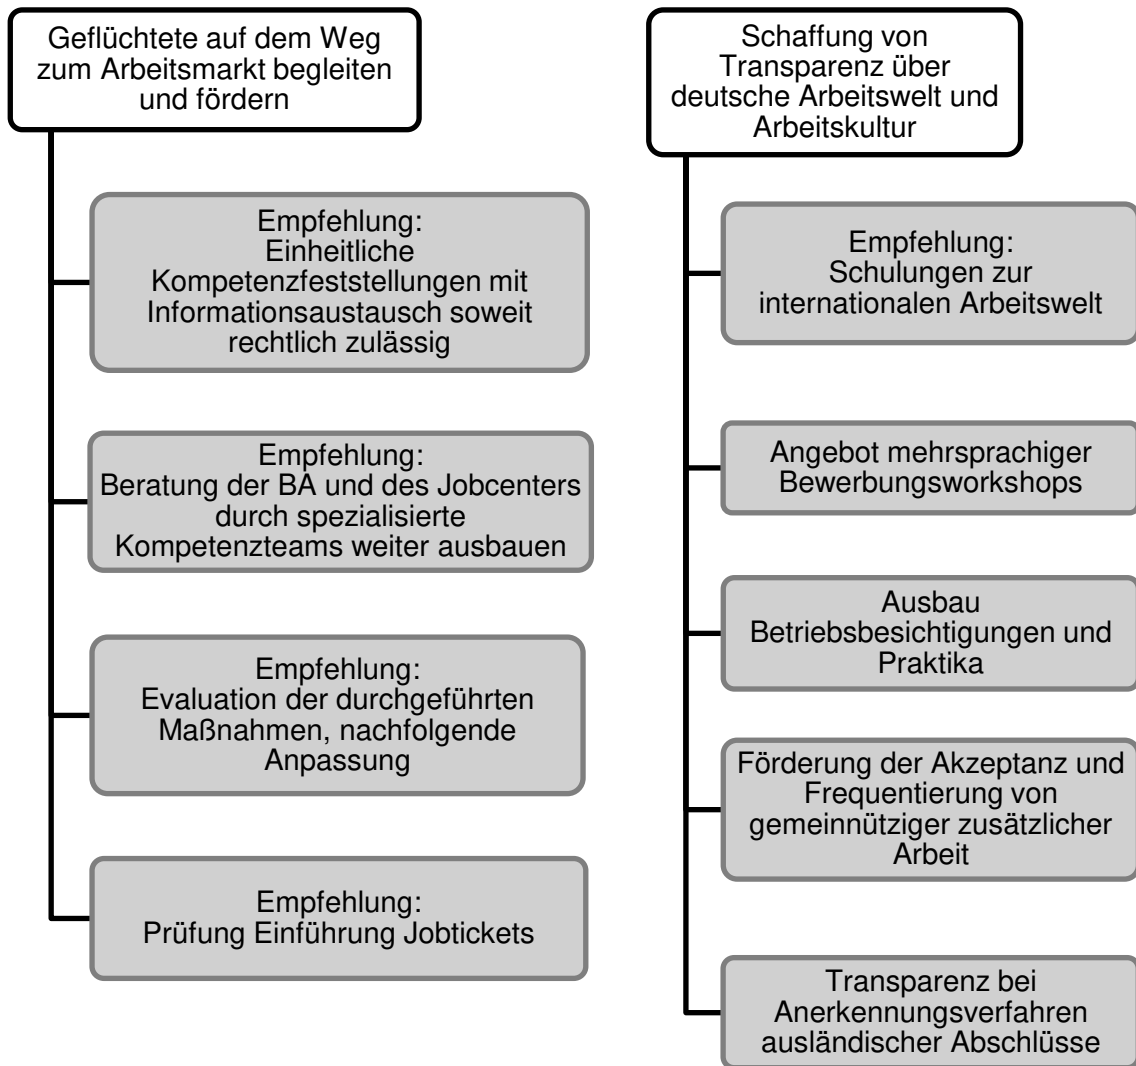 Geflüchtete auf dem Weg
zum Arbeitsmarkt begleiten
und fördern
Empfehlung:
Einheitliche
Kompetenzfeststellungen mit
Informationsaustausch soweit
rechtlich zulässig
Empfehlung:
Beratung der BA und des Jobcenters
durch spezialisierte
Kompetenzteams weiter ausbauen
Empfehlung:
Evaluation der durchgeführten
Maßnahmen, nachfolgende
Anpassung
Empfehlung:
Prüfung Einführung Jobtickets
Schaffung von
Transparenz über
deutsche Arbeitswelt und
Arbeitskultur
Empfehlung:
Schulungen zur
internationalen Arbeitswelt
Angebot mehrsprachiger
Bewerbungsworkshops
Ausbau
Betriebsbesichtigungen und
Praktika
Förderung der Akzeptanz und
Frequentierung von
gemeinnütziger zusätzlicher
Arbeit
Transparenz bei
Anerkennungsverfahren
ausländischer Abschlüsse